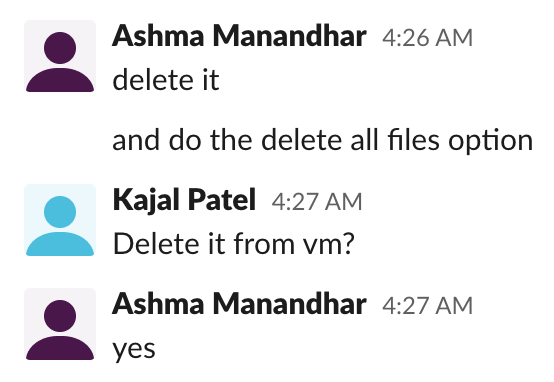 Ashma Manandhar 4:26 AM
delete it
and do the delete all files option
Kajal Patel 4:27 AM
Delete it from vm?
Ashma Manandhar 4:27 AM
yes